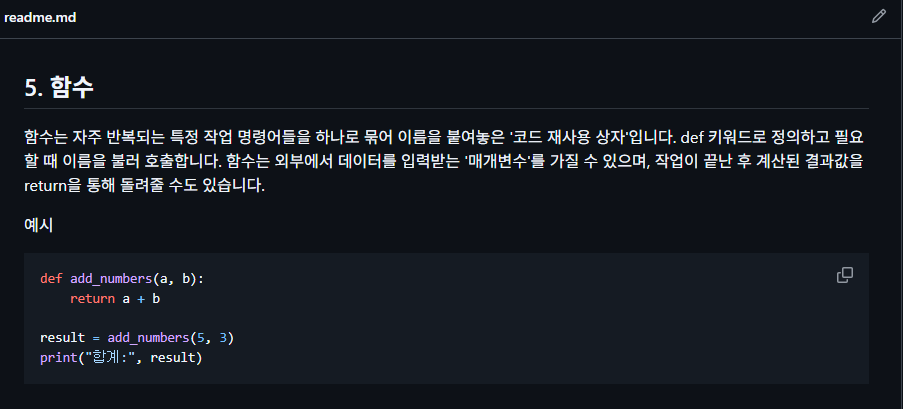 readme.md
5. 함수
함수는 자주 반복되는 특정 작업 명령어들을 하나로 묶어 이름을 붙여놓은 '코드 재사용 상자'입니다. def 키워드로 정의하고 필요
할 때 이름을 불러 호출합니다. 함수는 외부에서 데이터를 입력받는 '매개변수'를 가질 수 있으며, 작업이 끝난 후 계산된 결과값을
return을 통해 돌려줄 수도 있습니다.
예시
def add_numbers(a, b):
    return a + b
result = add_numbers(5, 3)
print("합계:", result)